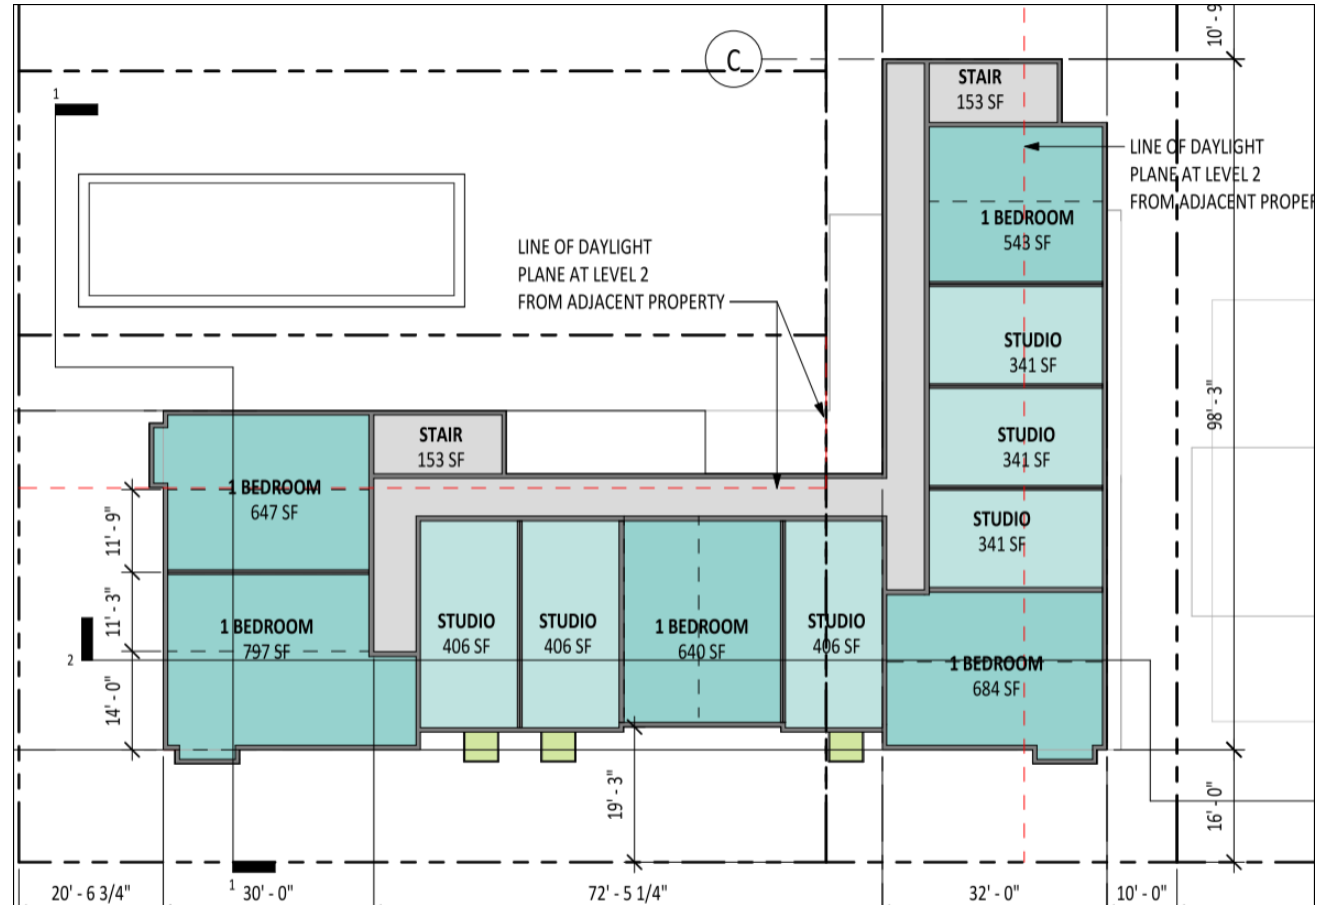 10' - 9
C
STAIR
153 SF
1
LINE OF DAYLIGHT
PLANE AT LEVEL 2
FROM ADJACENT PROPER
1 BEDROOM
543 SF
LINE OF DAYLIGHT
PLANE AT LEVEL 2
FROM ADJACENT PROPERTY
STUDIO
341 SF
98' - 3"
STAIR
153 SF
STUDIO
341 SF
1 BEDROOM
647 SF
11' - 9"
STUDIO
341 SF
11' - 3"
1 BEDROOM
797 SF
STUDIO
406 SF
STUDIO
406 SF
1 BEDROOM
640 SF
STUDIO
406 SF
2
1 BEDROOM
684 SF
14' - 0"
19' - 3"
16' - 0"
20' - 6 3/4"
1
30' - 0"
72' - 5 1/4"
32' - 0"
10' - 0"